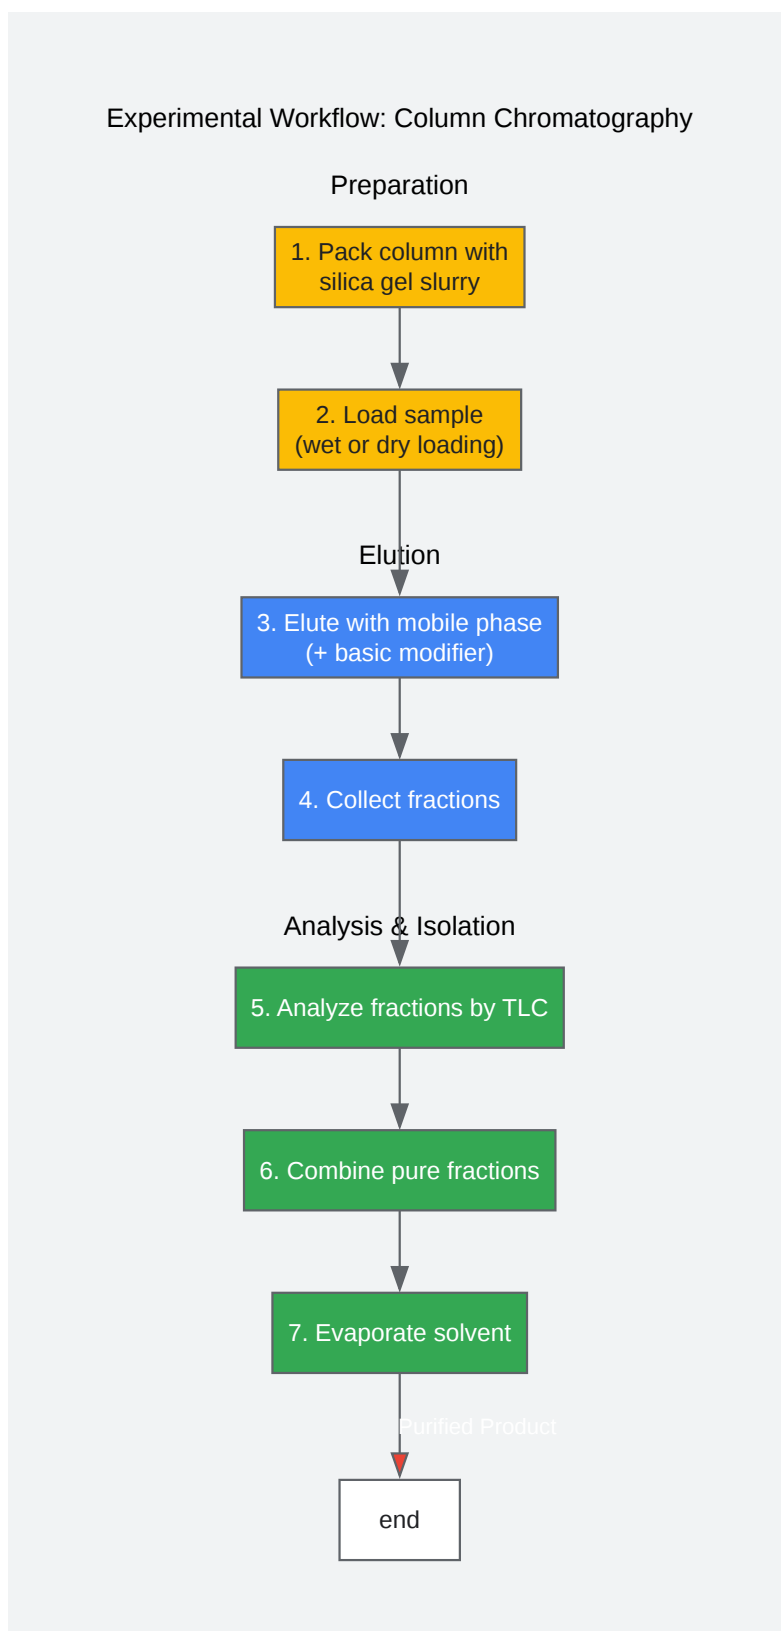 Experimental Workflow: Column Chromatography
Preparation
1. Pack column with
silica gel slurry
2. Load sample
(wet or dry loading)
Elution
3. Elute with mobile phase
(+ basic modifier)
4. Collect fractions
Analysis & Isolation
5. Analyze fractions by TLC
6. Combine pure fractions
7. Evaporate solvent
Purified Product
end